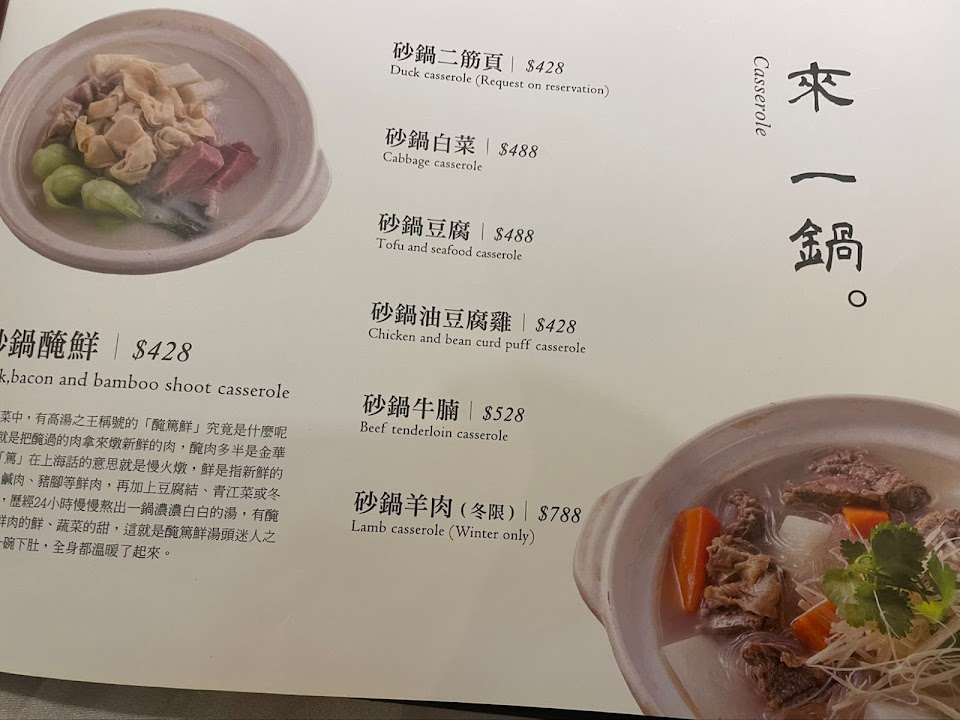 來一鍋。
Casserole
砂鍋二筋頁｜$428
Duck casserole (Request on reservation)
砂鍋白菜｜$488
Cabbage casserole
砂鍋豆腐｜$488
Tofu and seafood casserole
砂鍋油豆腐雞｜$428
Chicken and bean curd puff casserole
砂鍋牛腩｜$528
Beef tenderloin casserole
砂鍋羊肉(冬限)｜$788
Lamb casserole (Winter only)
鍋醃鮮｜$428
bacon and bamboo shoot casserole
菜中，有高湯之王稱號的「醃篤鮮」究竟是什麼呢
就是把醃過的肉拿來燉新鮮的肉，醃肉多半是金華
「篤」在上海話的意思就是慢火燉，鮮是指新鮮的
鹹肉、豬腳等鮮肉，再加上豆腐結、青江菜或冬
，歷經24小時慢慢熬出一鍋濃濃白白的湯，有醃
鮮肉的鮮、蔬菜的甜，這就是醃篤鮮湯頭迷人之
一碗下肚，全身都溫暖了起來。